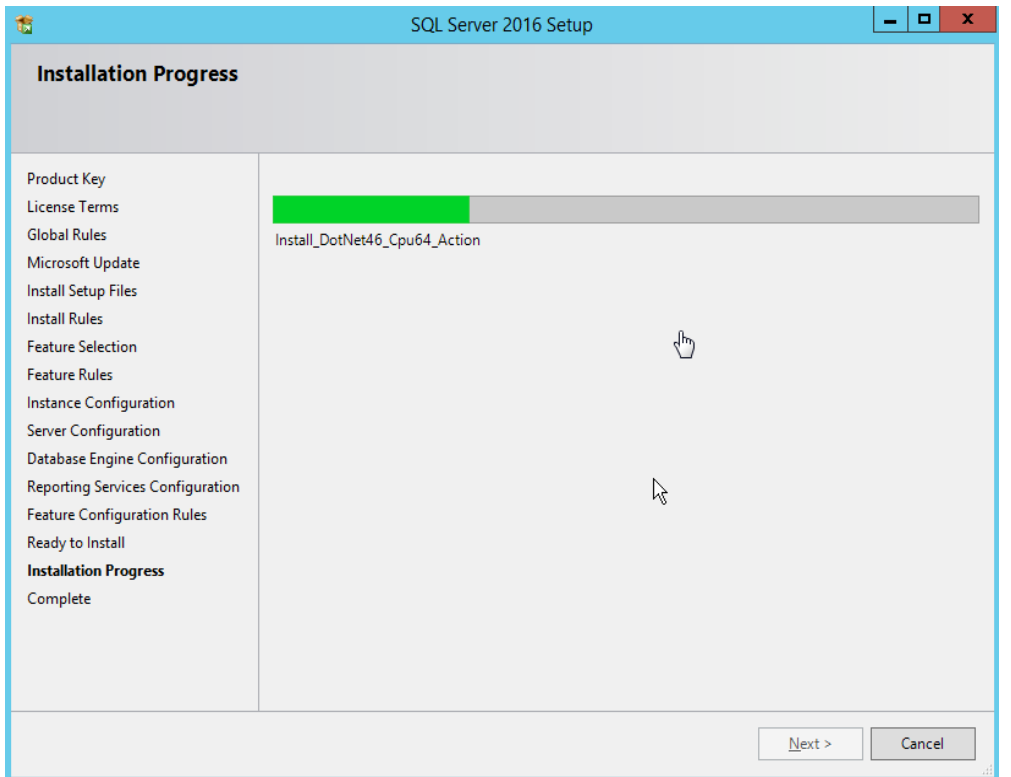 SQL Server 2016 Setup
Installation Progress
Product Key
License Terms
Global Rules
Microsoft Update
Install Setup Files
Install Rules
Feature Selection
Feature Rules
Instance Configuration
Server Configuration
Database Engine Configuration
Reporting Services Configuration
Feature Configuration Rules
Ready to Install
Installation Progress
Complete
Install_DotNet46_Cpu64_Action
Next >
Cancel